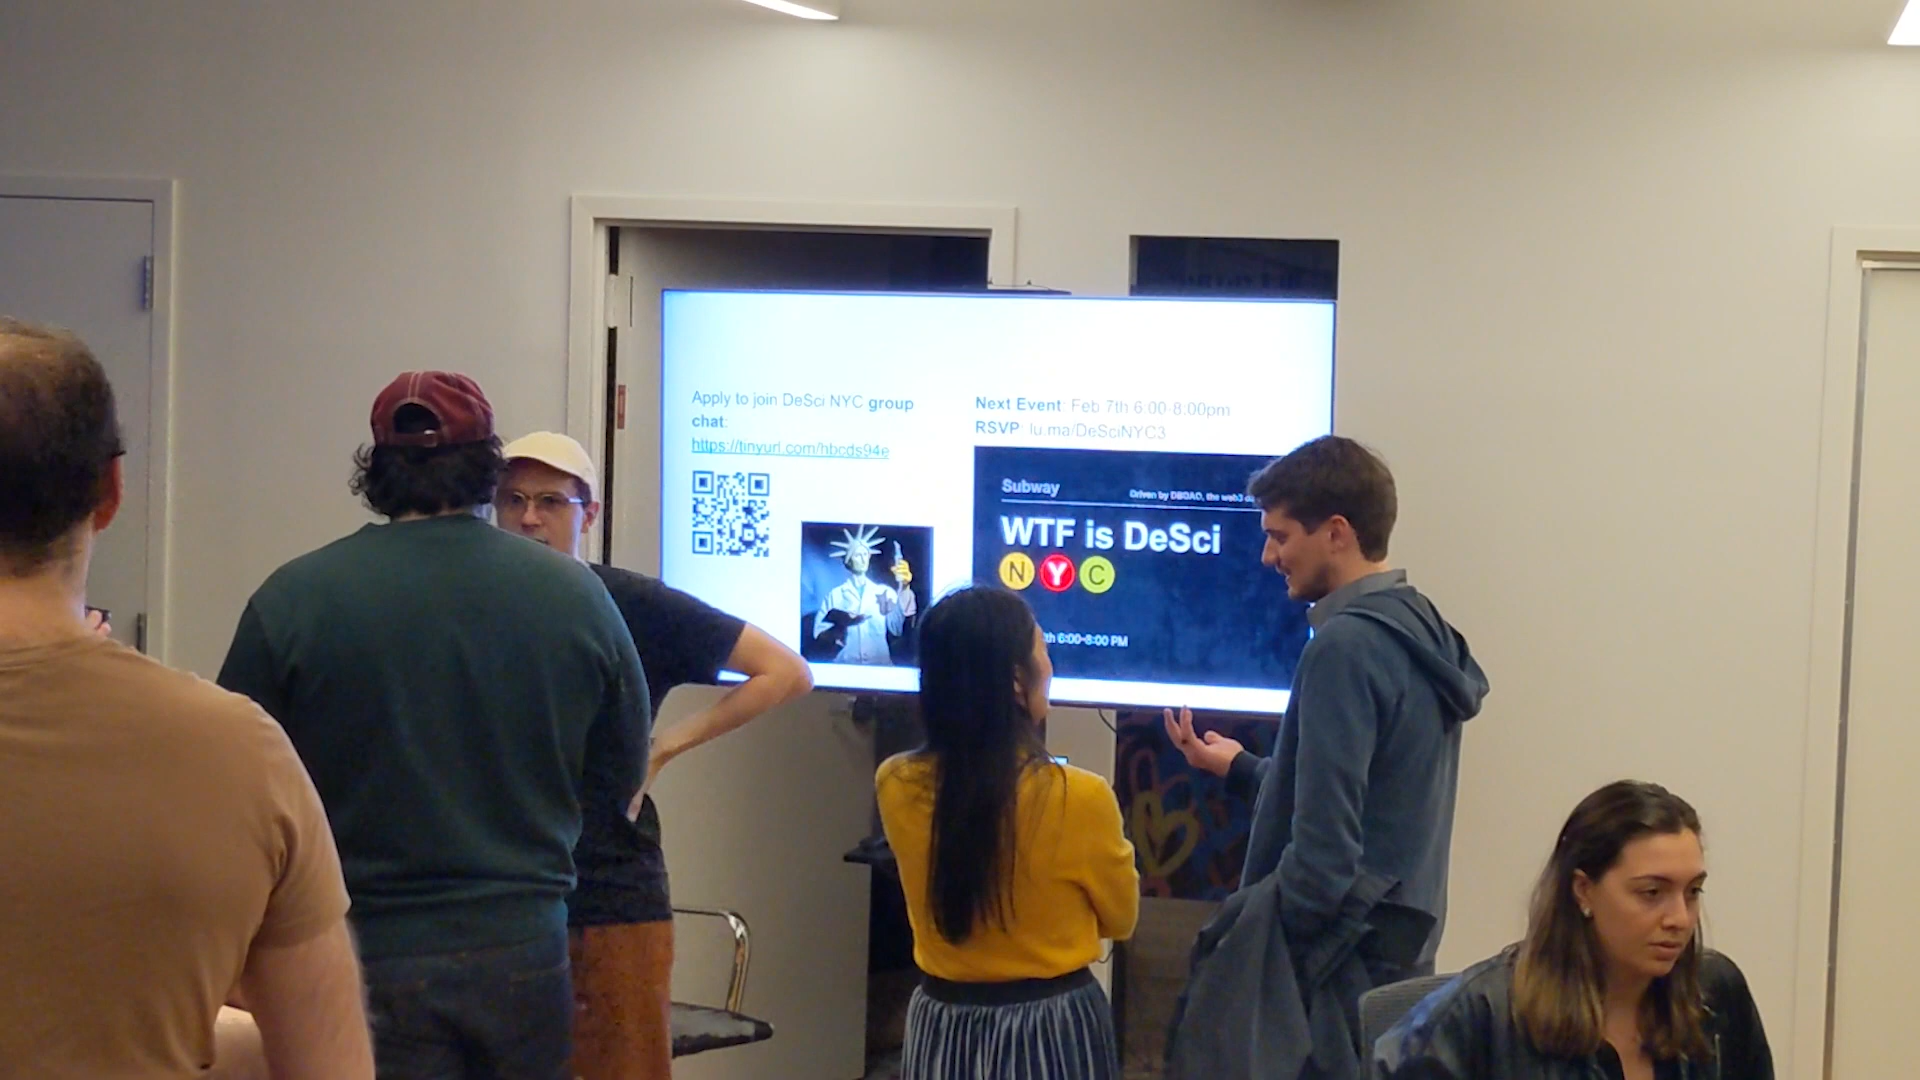 Apply to join DeSci NYC group
chat:
https://tinyurl.com/hbcds94e
Next Event: Feb 7th 6:00-8:00pm
RSVP: lu.ma/DeSciNYC3
Subway
Driven by DBDAO, the web3
WTF is DeSci
N Y C
th 6:00-8:00 PM